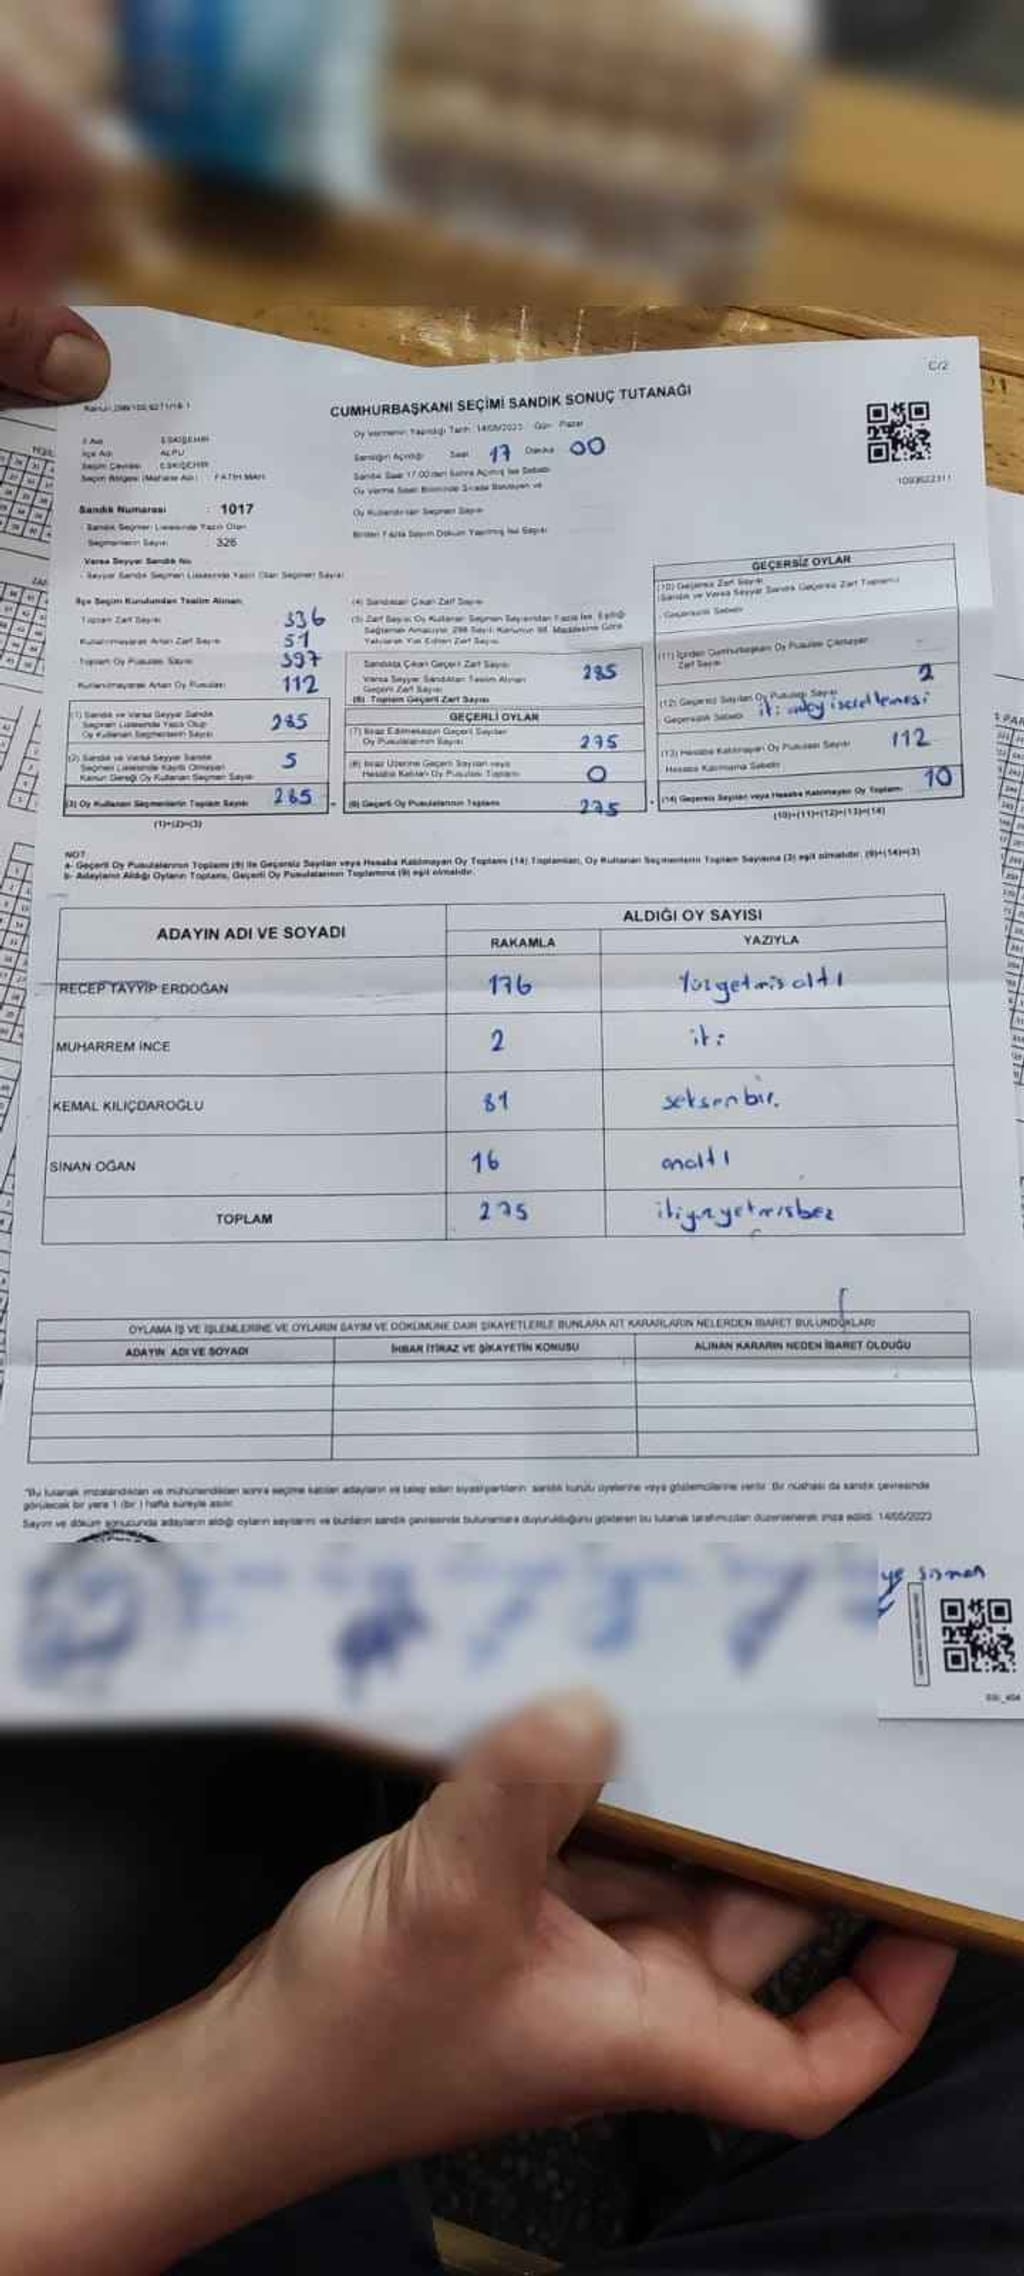 C/2
CUMHURBAŞKANI SEÇİMİ SANDIK SONUÇ TUTANAĞI
İl Adı : ESKİŞEHİR
İlçe Adı : ALPU
Seçim Çevresi : ESKİŞEHİR
Seçim Bölgesi (Mahalle Adı) : FATİH MAH.
Oy Vermenin Yapıldığı Tarih: 14/05/2023 Gün: Pazar
Sandığın Açıldığı Saat 17 Dakika 00
Sandık Saat 17.00'den Sonra Açılmış İse Sebebi
Oy Verme Saati Bitiminde Sırada Bekleyen ve
Oy Kullandırılan Seçmen Sayısı
Birden Fazla Sayım Döküm Yapılmış İse Sayısı
1093622311
Sandık Numarası : 1017
Sandık Seçmen Listesinde Yazılı Olan
Seçmenlerin Sayısı : 326
Varsa Seyyar Sandık No
- Seyyar Sandık Seçmen Listesinde Yazılı Olan Seçmen Sayısı
İlçe Seçim Kurulundan Teslim Alınan
Toplam Zarf Sayısı 336
Kullanılmayarak Artan Zarf Sayısı 51
Toplam Oy Pusulası Sayısı 397
Kullanılmayarak Artan Oy Pusulası 112
(1) Sandık ve Varsa Seyyar Sandık
Seçmen Listesinde Yazılı Olup
Oy Kullanan Seçmenlerin Sayısı 285
(2) Sandık ve Varsa Seyyar Sandık
Seçmen Listesinde Kayıtlı Olmayan
Kanun Gereği Oy Kullanan Seçmen Sayısı 5
(3) Oy Kullanan Seçmenlerin Toplam Sayısı 285
(1)+(2)=(3)
(4) Sandıktan Çıkan Zarf Sayısı
(5) Zarf Sayısı Oy Kullanan Seçmen Sayısından Fazla İse, Eşitliği
Sağlamak Amacıyla, 298 Sayılı Kanunun 98. Maddesine Göre
Yakılarak Yok Edilen Zarf Sayısı
Sandıkta Çıkan Geçerli Zarf Sayısı 285
Varsa Seyyar Sandıktan Teslim Alınan
Geçerli Zarf Sayısı
(6) Toplam Geçerli Zarf Sayısı
GEÇERLİ OYLAR
(7) İtiraz Edilmeksizin Geçerli Sayılan
Oy Pusulalarının Sayısı 275
(8) İtiraz Üzerine Geçerli Sayılan veya
Hesaba Katılan Oy Pusulası Toplamı 0
(9) Geçerli Oy Pusulalarının Toplamı 275
GEÇERSİZ OYLAR
(10) Geçersiz Zarf Sayısı
(Sandık ve Varsa Seyyar Sandık Geçersiz Zarf Toplamı)
Geçersizlik Sebebi
(11) İçinden Cumhurbaşkanı Oy Pusulası Çıkmayan
Zarf Sayısı
(12) Geçersiz Sayılan Oy Pusulası Sayısı 2
Geçersizlik Sebebi
(13) Hesaba Katılmayan Oy Pusulası Sayısı 112
Hesaba Katılmama Sebebi
(14) Geçersiz Sayılan veya Hesaba Katılmayan Oy Toplamı 10
(10)+(11)+(12)+(13)=(14)
NOT
a- Geçerli Oy Pusulalarının Toplamı (9) ile Geçersiz Sayılan veya Hesaba Katılmayan Oy Toplamı (14) Toplamları, Oy Kullanan Seçmenlerin Toplam Sayısına (3) eşit olmalıdır. (9)+(14)=(3)
b- Adayların Aldığı Oyların Toplamı, Geçerli Oy Pusulalarının Toplamına (9) eşit olmalıdır.
ADAYIN ADI VE SOYADI
ALDIĞI OY SAYISI
RAKAMLA YAZIYLA
RECEP TAYYİP ERDOĞAN 176 Yüzyetmişaltı
MUHARREM İNCE 2 iki
KEMAL KILIÇDAROĞLU 81 seksenbir.
SİNAN OĞAN 16 onaltı
TOPLAM 275 ikiyüzyetmişbeş
OYLAMA İŞ VE İŞLEMLERİNE VE OYLARIN SAYIM VE DÖKÜMÜNE DAİR ŞİKAYETLERLE BUNLARA AİT KARARLARIN NELERDEN İBARET BULUNDUKLARI
ADAYIN ADI VE SOYADI İHBAR İTİRAZ VE ŞİKAYETİN KONUSU ALINAN KARARIN NEDEN İBARET OLDUĞU
"Bu tutanak imzalandıktan ve mühürlendikten sonra seçime katılan adayların ve talep eden siyasi partilerin sandık kurulu üyelerine veya gözlemcilerine verilir. Bir nüshası da sandık çevresinde
görülecek bir yere 1 (bir) hafta süreyle asılır.
Sayım ve döküm sonucunda adayların aldığı oyların sayılarını ve bunların sandık çevresinde bulunanlara duyurulduğunu gösteren bu tutanak tarafımızdan düzenlenerek imza edildi. 14/05/2023